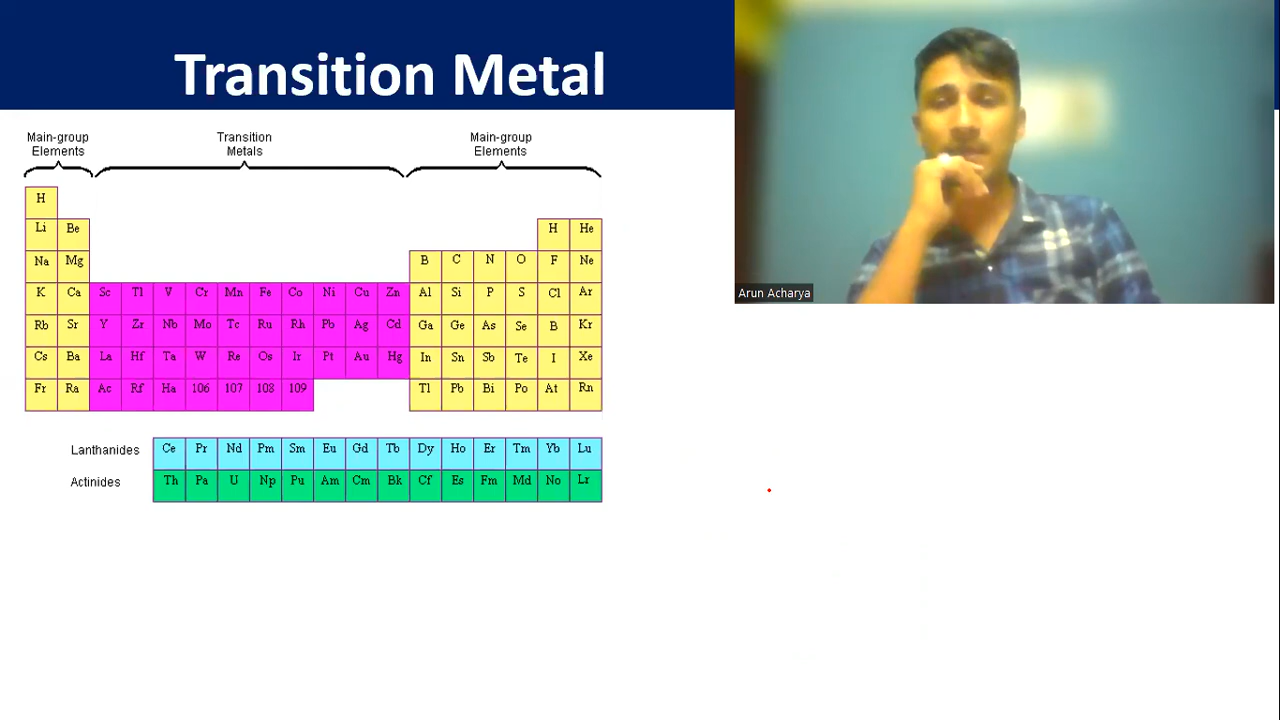 Transition Metal
Main-group Elements
Transition Metals
Main-group Elements
H
Li Be H He
Na Mg B C N O F Ne
K Ca Sc Tl V Cr Mn Fe Co Ni Cu Zn Al Si P S Cl Ar
Rb Sr Y Zr Nb Mo Tc Ru Rh Pb Ag Cd Ga Ge As Se B Kr
Cs Ba La Hf Ta W Re Os Ir Pt Au Hg In Sn Sb Te I Xe
Fr Ra Ac Rf Ha 106 107 108 109 Tl Pb Bi Po At Rn
Lanthanides Ce Pr Nd Pm Sm Eu Gd Tb Dy Ho Er Tm Yb Lu
Actinides Th Pa U Np Pu Am Cm Bk Cf Es Fm Md No Lr
Arun Acharya